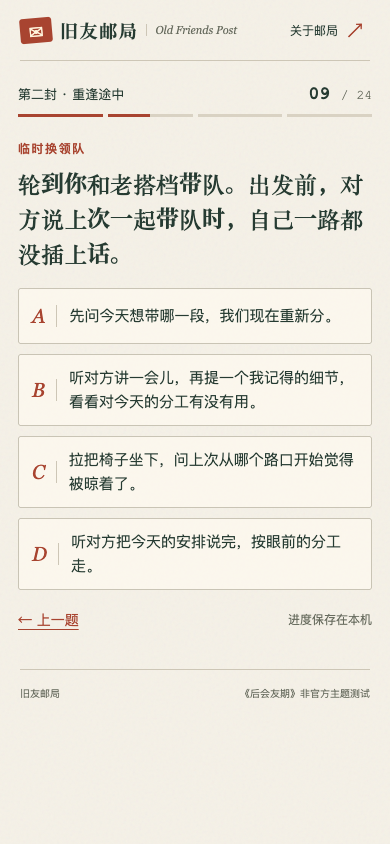 旧友邮局 Old Friends Post 关于邮局 ↗
第二封 · 重逢途中 09 / 24
临时换领队
轮到你和老搭档带队。出发前，对
方说上次一起带队时，自己一路都
没插上话。
A 先问今天想带哪一段，我们现在重新分。
B 听对方讲一会儿，再提一个我记得的细节，
看看对今天的分工有没有用。
C 拉把椅子坐下，问上次从哪个路口开始觉得
被晾着了。
D 听对方把今天的安排说完，按眼前的分工
走。
← 上一题 进度保存在本机
旧友邮局 《后会友期》非官方主题测试